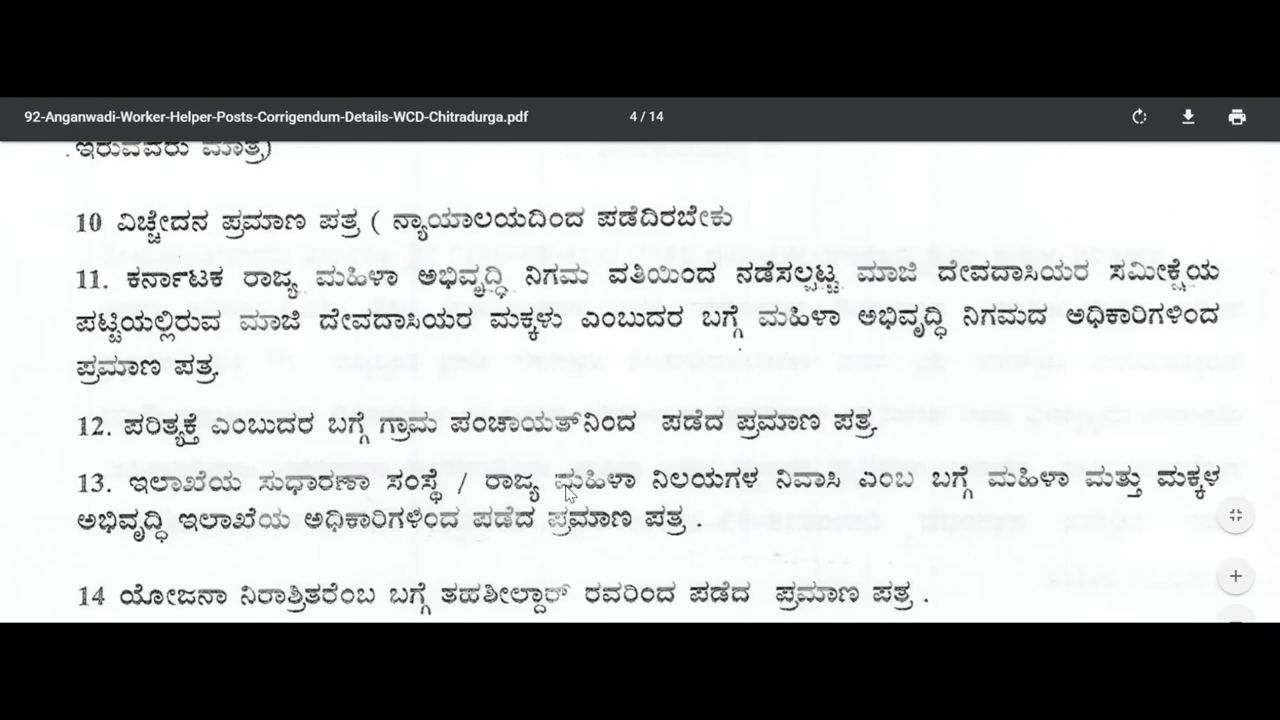 92-Anganwadi-Worker-Helper-Posts-Corrigendum-Details-WCD-Chitradurga.pdf 4 / 14
.ಇರುವವರು ಮಾತ್ರ)
10 ವಿಚ್ಛೇದನ ಪ್ರಮಾಣ ಪತ್ರ ( ನ್ಯಾಯಾಲಯದಿಂದ ಪಡೆದಿರಬೇಕು
11. ಕರ್ನಾಟಕ ರಾಜ್ಯ ಮಹಿಳಾ ಅಭಿವೃದ್ಧಿ ನಿಗಮ ವತಿಯಿಂದ ನಡೆಸಲ್ಪಟ್ಟ ಮಾಜಿ ದೇವದಾಸಿಯರ ಸಮೀಕ್ಷೆಯ
ಪಟ್ಟಿಯಲ್ಲಿರುವ ಮಾಜಿ ದೇವದಾಸಿಯರ ಮಕ್ಕಳು ಎಂಬುದರ ಬಗ್ಗೆ ಮಹಿಳಾ ಅಭಿವೃದ್ಧಿ ನಿಗಮದ ಅಧಿಕಾರಿಗಳಿಂದ
ಪ್ರಮಾಣ ಪತ್ರ.
12. ಪರಿತ್ಯಕ್ತೆ ಎಂಬುದರ ಬಗ್ಗೆ ಗ್ರಾಮ ಪಂಚಾಯತ್‌ನಿಂದ ಪಡೆದ ಪ್ರಮಾಣ ಪತ್ರ.
13. ಇಲಾಖೆಯ ಸುಧಾರಣಾ ಸಂಸ್ಥೆ / ರಾಜ್ಯ ಮಹಿಳಾ ನಿಲಯಗಳ ನಿವಾಸಿ ಎಂಬ ಬಗ್ಗೆ ಮಹಿಳಾ ಮತ್ತು ಮಕ್ಕಳ
ಅಭಿವೃದ್ಧಿ ಇಲಾಖೆಯ ಅಧಿಕಾರಿಗಳಿಂದ ಪಡೆದ ಪ್ರಮಾಣ ಪತ್ರ .
14 ಯೋಜನಾ ನಿರಾಶ್ರಿತರೆಂಬ ಬಗ್ಗೆ ತಹಶೀಲ್ದಾರ್ ರವರಿಂದ ಪಡೆದ ಪ್ರಮಾಣ ಪತ್ರ .